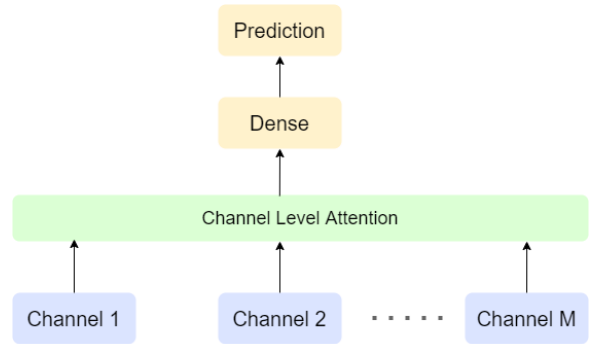 Prediction
Dense
Channel Level Attention
Channel 1
Channel 2
Channel M